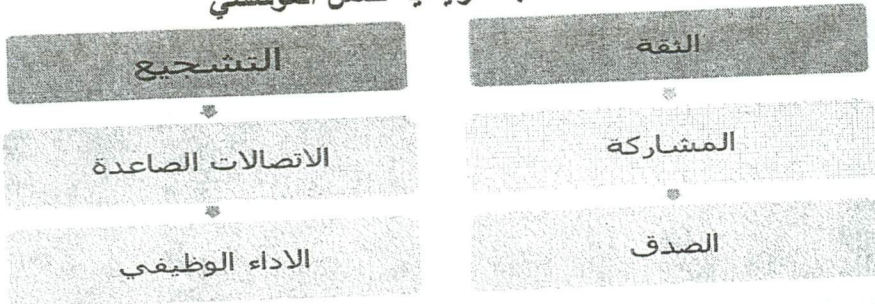 الثقة
التشجيع
المشاركة
الاتصالات الصاعدة
الصدق
الاداء الوظيفي